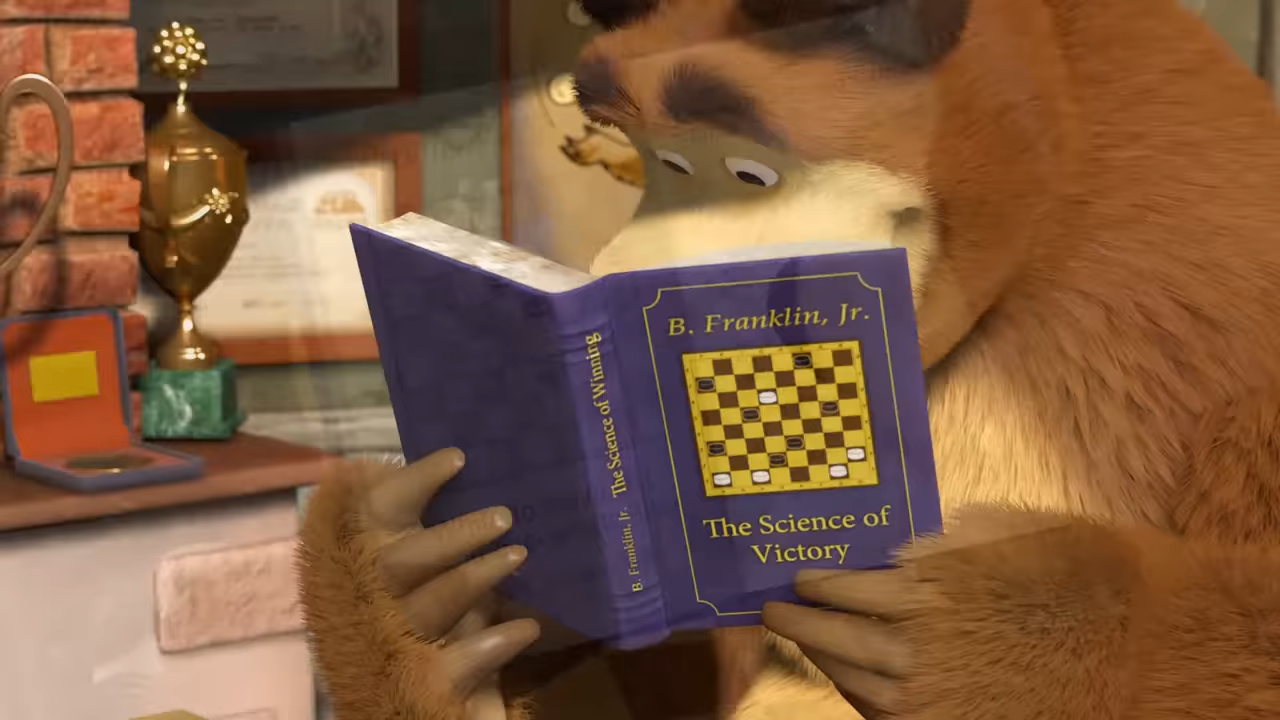 B. Franklin, Jr. The Science of Winning
B. Franklin, Jr.
The Science of
Victory